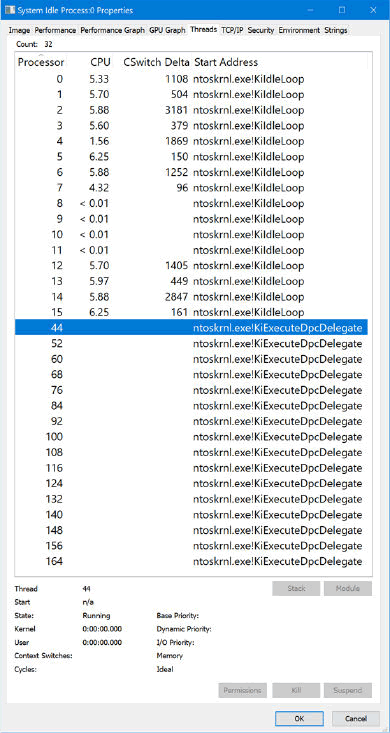 System Idle Process:0 Properties
Image Performance Performance Graph GPU Graph Threads TCP/IP Security Environment Strings
Count: 32
Processor CPU CSwitch Delta Start Address
0 5.33 1108 ntoskrnl.exe!KiIdleLoop
1 5.70 504 ntoskrnl.exe!KiIdleLoop
2 5.88 3181 ntoskrnl.exe!KiIdleLoop
3 5.60 379 ntoskrnl.exe!KiIdleLoop
4 1.56 1869 ntoskrnl.exe!KiIdleLoop
5 6.25 150 ntoskrnl.exe!KiIdleLoop
6 5.88 1252 ntoskrnl.exe!KiIdleLoop
7 4.32 96 ntoskrnl.exe!KiIdleLoop
8 < 0.01 ntoskrnl.exe!KiIdleLoop
9 < 0.01 ntoskrnl.exe!KiIdleLoop
10 < 0.01 ntoskrnl.exe!KiIdleLoop
11 < 0.01 ntoskrnl.exe!KiIdleLoop
12 5.70 1405 ntoskrnl.exe!KiIdleLoop
13 5.97 449 ntoskrnl.exe!KiIdleLoop
14 5.88 2847 ntoskrnl.exe!KiIdleLoop
15 6.25 161 ntoskrnl.exe!KiIdleLoop
44 ntoskrnl.exe!KiExecuteDpcDelegate
52 ntoskrnl.exe!KiExecuteDpcDelegate
60 ntoskrnl.exe!KiExecuteDpcDelegate
68 ntoskrnl.exe!KiExecuteDpcDelegate
76 ntoskrnl.exe!KiExecuteDpcDelegate
84 ntoskrnl.exe!KiExecuteDpcDelegate
92 ntoskrnl.exe!KiExecuteDpcDelegate
100 ntoskrnl.exe!KiExecuteDpcDelegate
108 ntoskrnl.exe!KiExecuteDpcDelegate
116 ntoskrnl.exe!KiExecuteDpcDelegate
124 ntoskrnl.exe!KiExecuteDpcDelegate
132 ntoskrnl.exe!KiExecuteDpcDelegate
140 ntoskrnl.exe!KiExecuteDpcDelegate
148 ntoskrnl.exe!KiExecuteDpcDelegate
156 ntoskrnl.exe!KiExecuteDpcDelegate
164 ntoskrnl.exe!KiExecuteDpcDelegate
Thread 44 Stack Module
Start n/a
State: Running Base Priority:
Kernel 0:00:00.000 Dynamic Priority:
User 0:00:00.000 I/O Priority:
Context Switches: Memory
Cycles: Ideal
Permissions Kill Suspend
OK Cancel